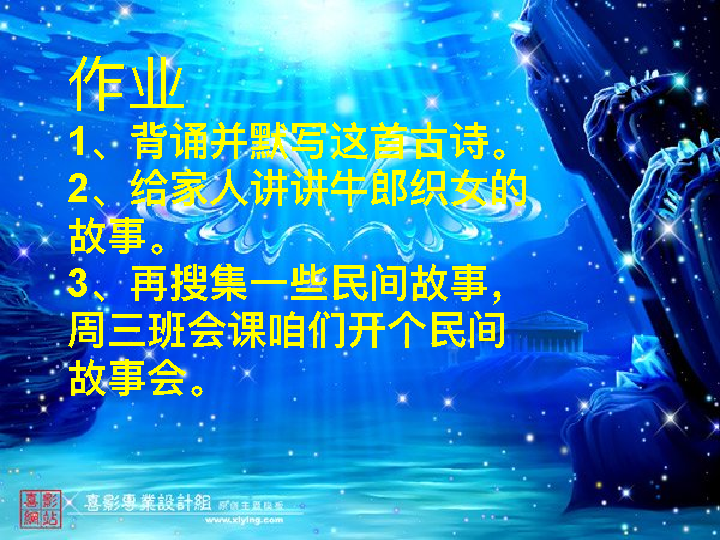 作业
1、背诵并默写这首古诗。
2、给家人讲讲牛郎织女的
故事。
3、再搜集一些民间故事，
周三班会课咱们开个民间
故事会。
喜影
網站
喜影專業設計組
www.xiying.com